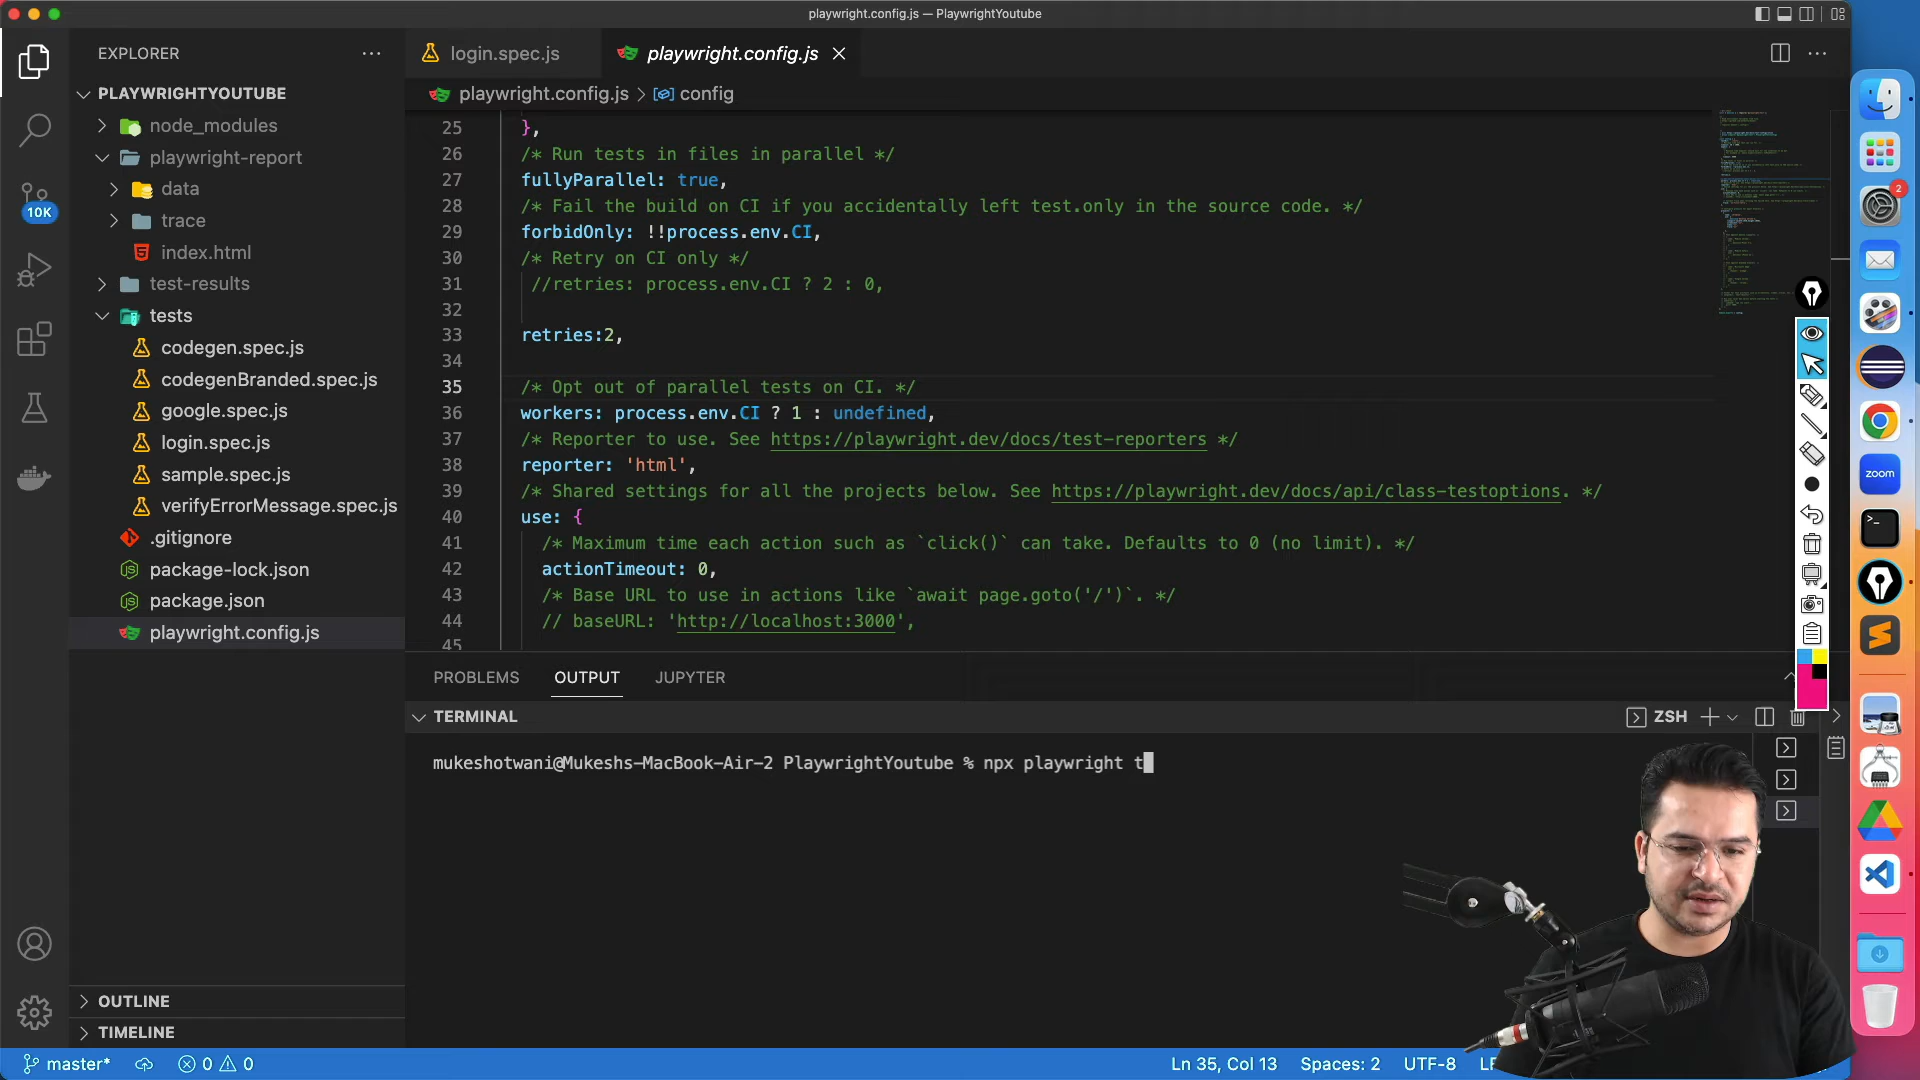 playwright.config.js — PlaywrightYoutube
EXPLORER
login.spec.js
playwright.config.js
PLAYWRIGHTYOUTUBE
playwright.config.js > config
node_modules
playwright-report
data
trace
index.html
test-results
tests
codegen.spec.js
codegenBranded.spec.js
google.spec.js
login.spec.js
sample.spec.js
verifyErrorMessage.spec.js
.gitignore
package-lock.json
package.json
playwright.config.js
OUTLINE
TIMELINE
10K
25 },
26 /* Run tests in files in parallel */
27 fullyParallel: true,
28 /* Fail the build on CI if you accidentally left test.only in the source code. */
29 forbidOnly: !!process.env.CI,
30 /* Retry on CI only */
31 //retries: process.env.CI ? 2 : 0,
32
33 retries:2,
34
35 /* Opt out of parallel tests on CI. */
36 workers: process.env.CI ? 1 : undefined,
37 /* Reporter to use. See https://playwright.dev/docs/test-reporters */
38 reporter: 'html',
39 /* Shared settings for all the projects below. See https://playwright.dev/docs/api/class-testoptions. */
40 use: {
41 /* Maximum time each action such as `click()` can take. Defaults to 0 (no limit). */
42 actionTimeout: 0,
43 /* Base URL to use in actions like `await page.goto('/')`. */
44 // baseURL: 'http://localhost:3000',
45
PROBLEMS OUTPUT JUPYTER
TERMINAL
ZSH
mukeshotwani@Mukeshs-MacBook-Air-2 PlaywrightYoutube % npx playwright t
master* 0 0
Ln 35, Col 13 Spaces: 2 UTF-8
2
zoom